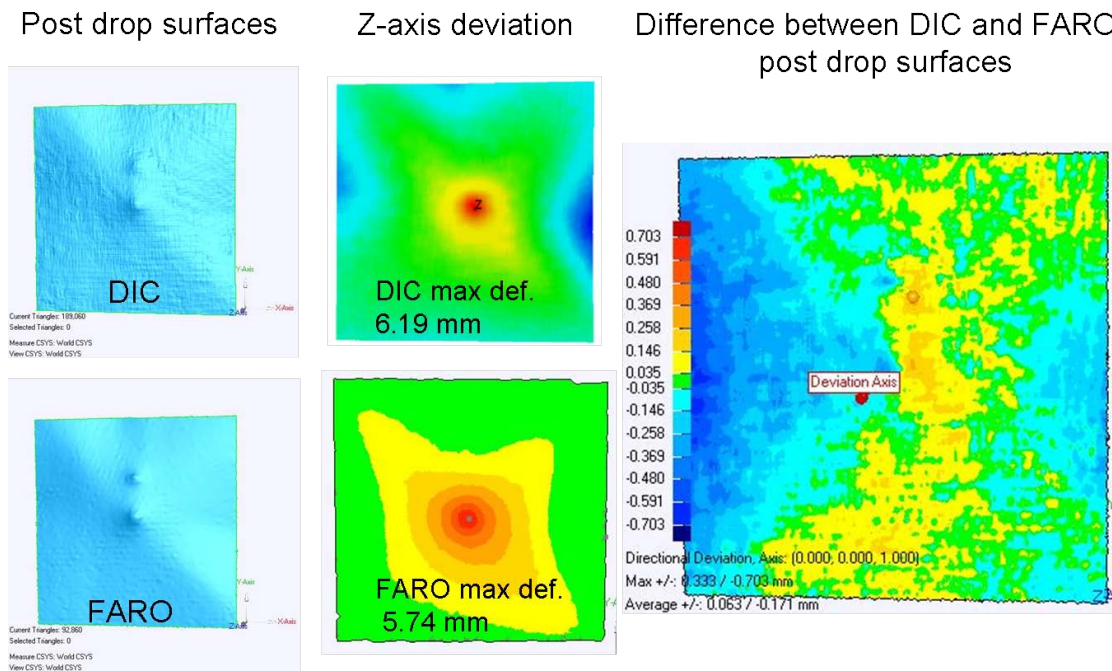 Post drop surfaces
Z-axis deviation
Difference between DIC and FARO
post drop surfaces
Y-Axis
DIC
Z-Axis
X-Axis
Current Triangles: 189,060
Selected Triangles: 0
Measure CSYS: World CSYS
View CSYS: World CSYS
Z
DIC max def.
6.19 mm
Y-Axis
FARO
Z-Axis
X-Axis
Current Triangles: 92,860
Selected Triangles: 0
Measure CSYS: World CSYS
View CSYS: World CSYS
FARO max def.
5.74 mm
0.703
0.591
0.480
0.369
0.258
0.146
0.035
-0.035
-0.146
-0.258
-0.369
-0.480
-0.591
-0.703
Deviation Axis
Directional Deviation, Axis: (0.000, 0.000, 1.000)
Max +/-: 0.333 / -0.703 mm
Average +/-: 0.063 / -0.171 mm